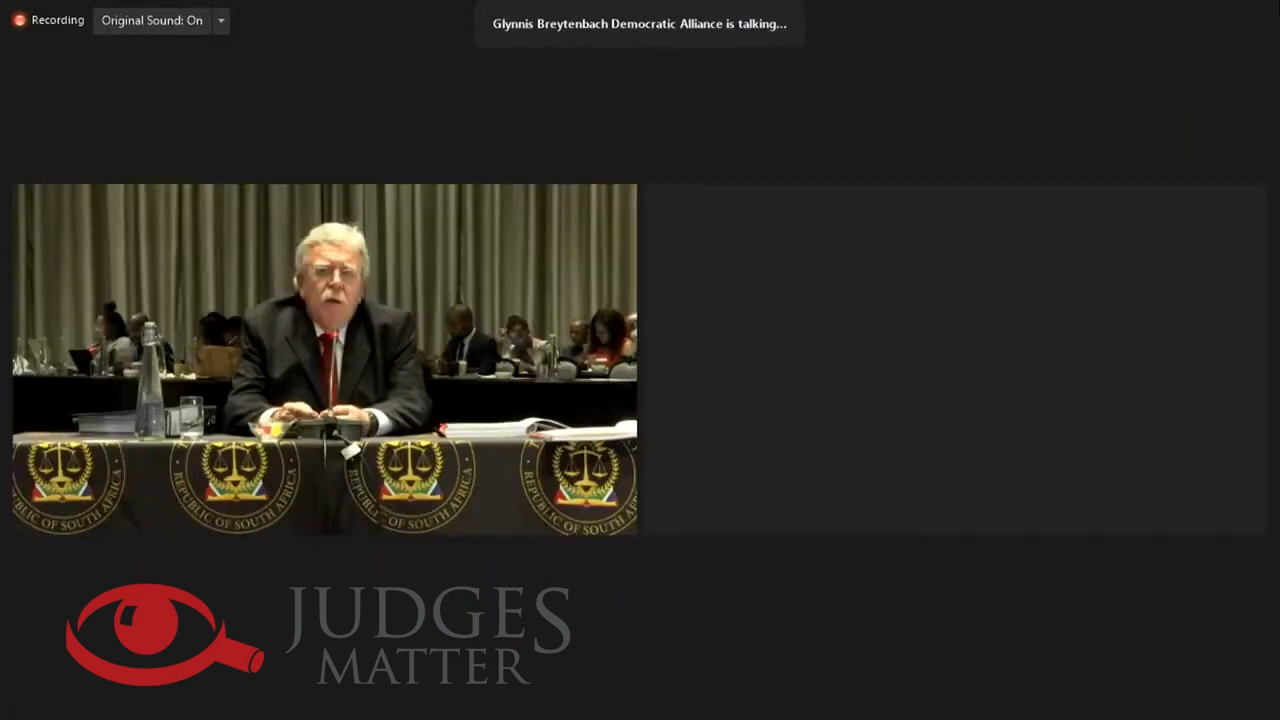 Recording
Original Sound: On
Glynnis Breytenbach Democratic Alliance is talking...
REPUBLIC OF SOUTH AFRICA
REPUBLIC OF SOUTH AFRICA
REPUBLIC OF SOUTH AFRICA
REPUBLIC OF SOUTH AFRICA
JUDGES
MATTER